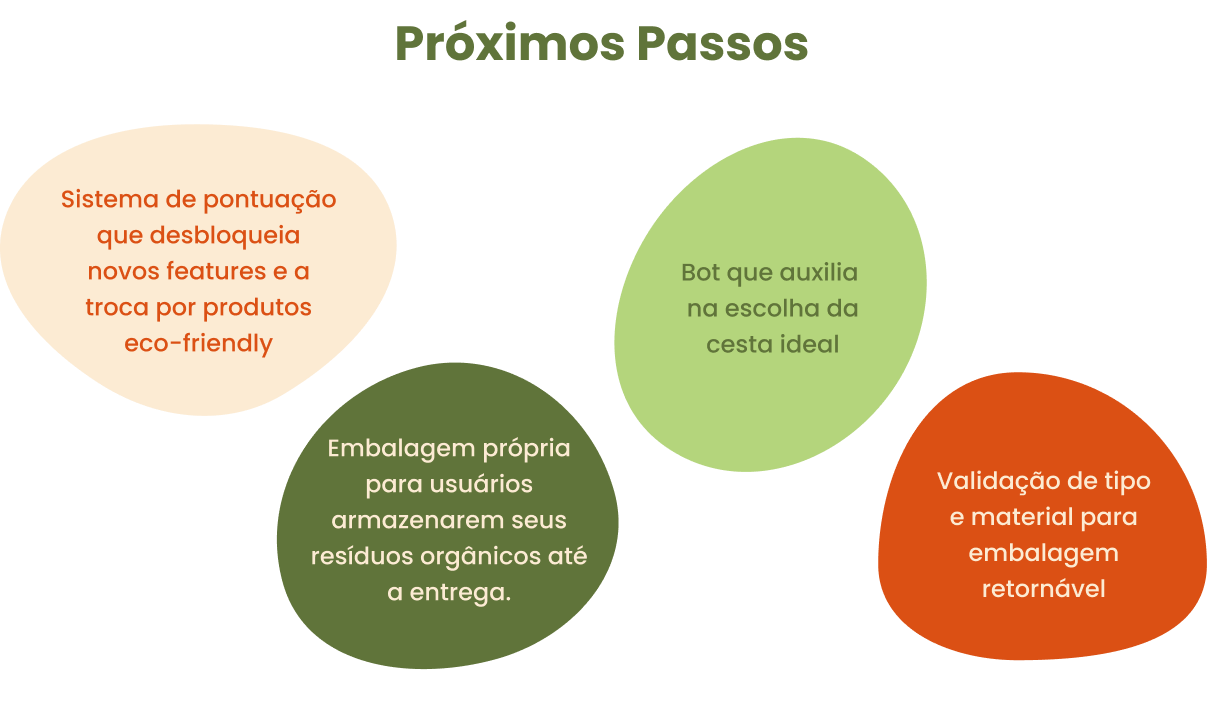 Próximos Passos
Sistema de pontuação
que desbloqueia
novos features e a
troca por produtos
eco-friendly
Embalagem própria
para usuários
armazenarem seus
resíduos orgânicos até
a entrega.
Bot que auxilia
na escolha da
cesta ideal
Validação de tipo
e material para
embalagem
retornável